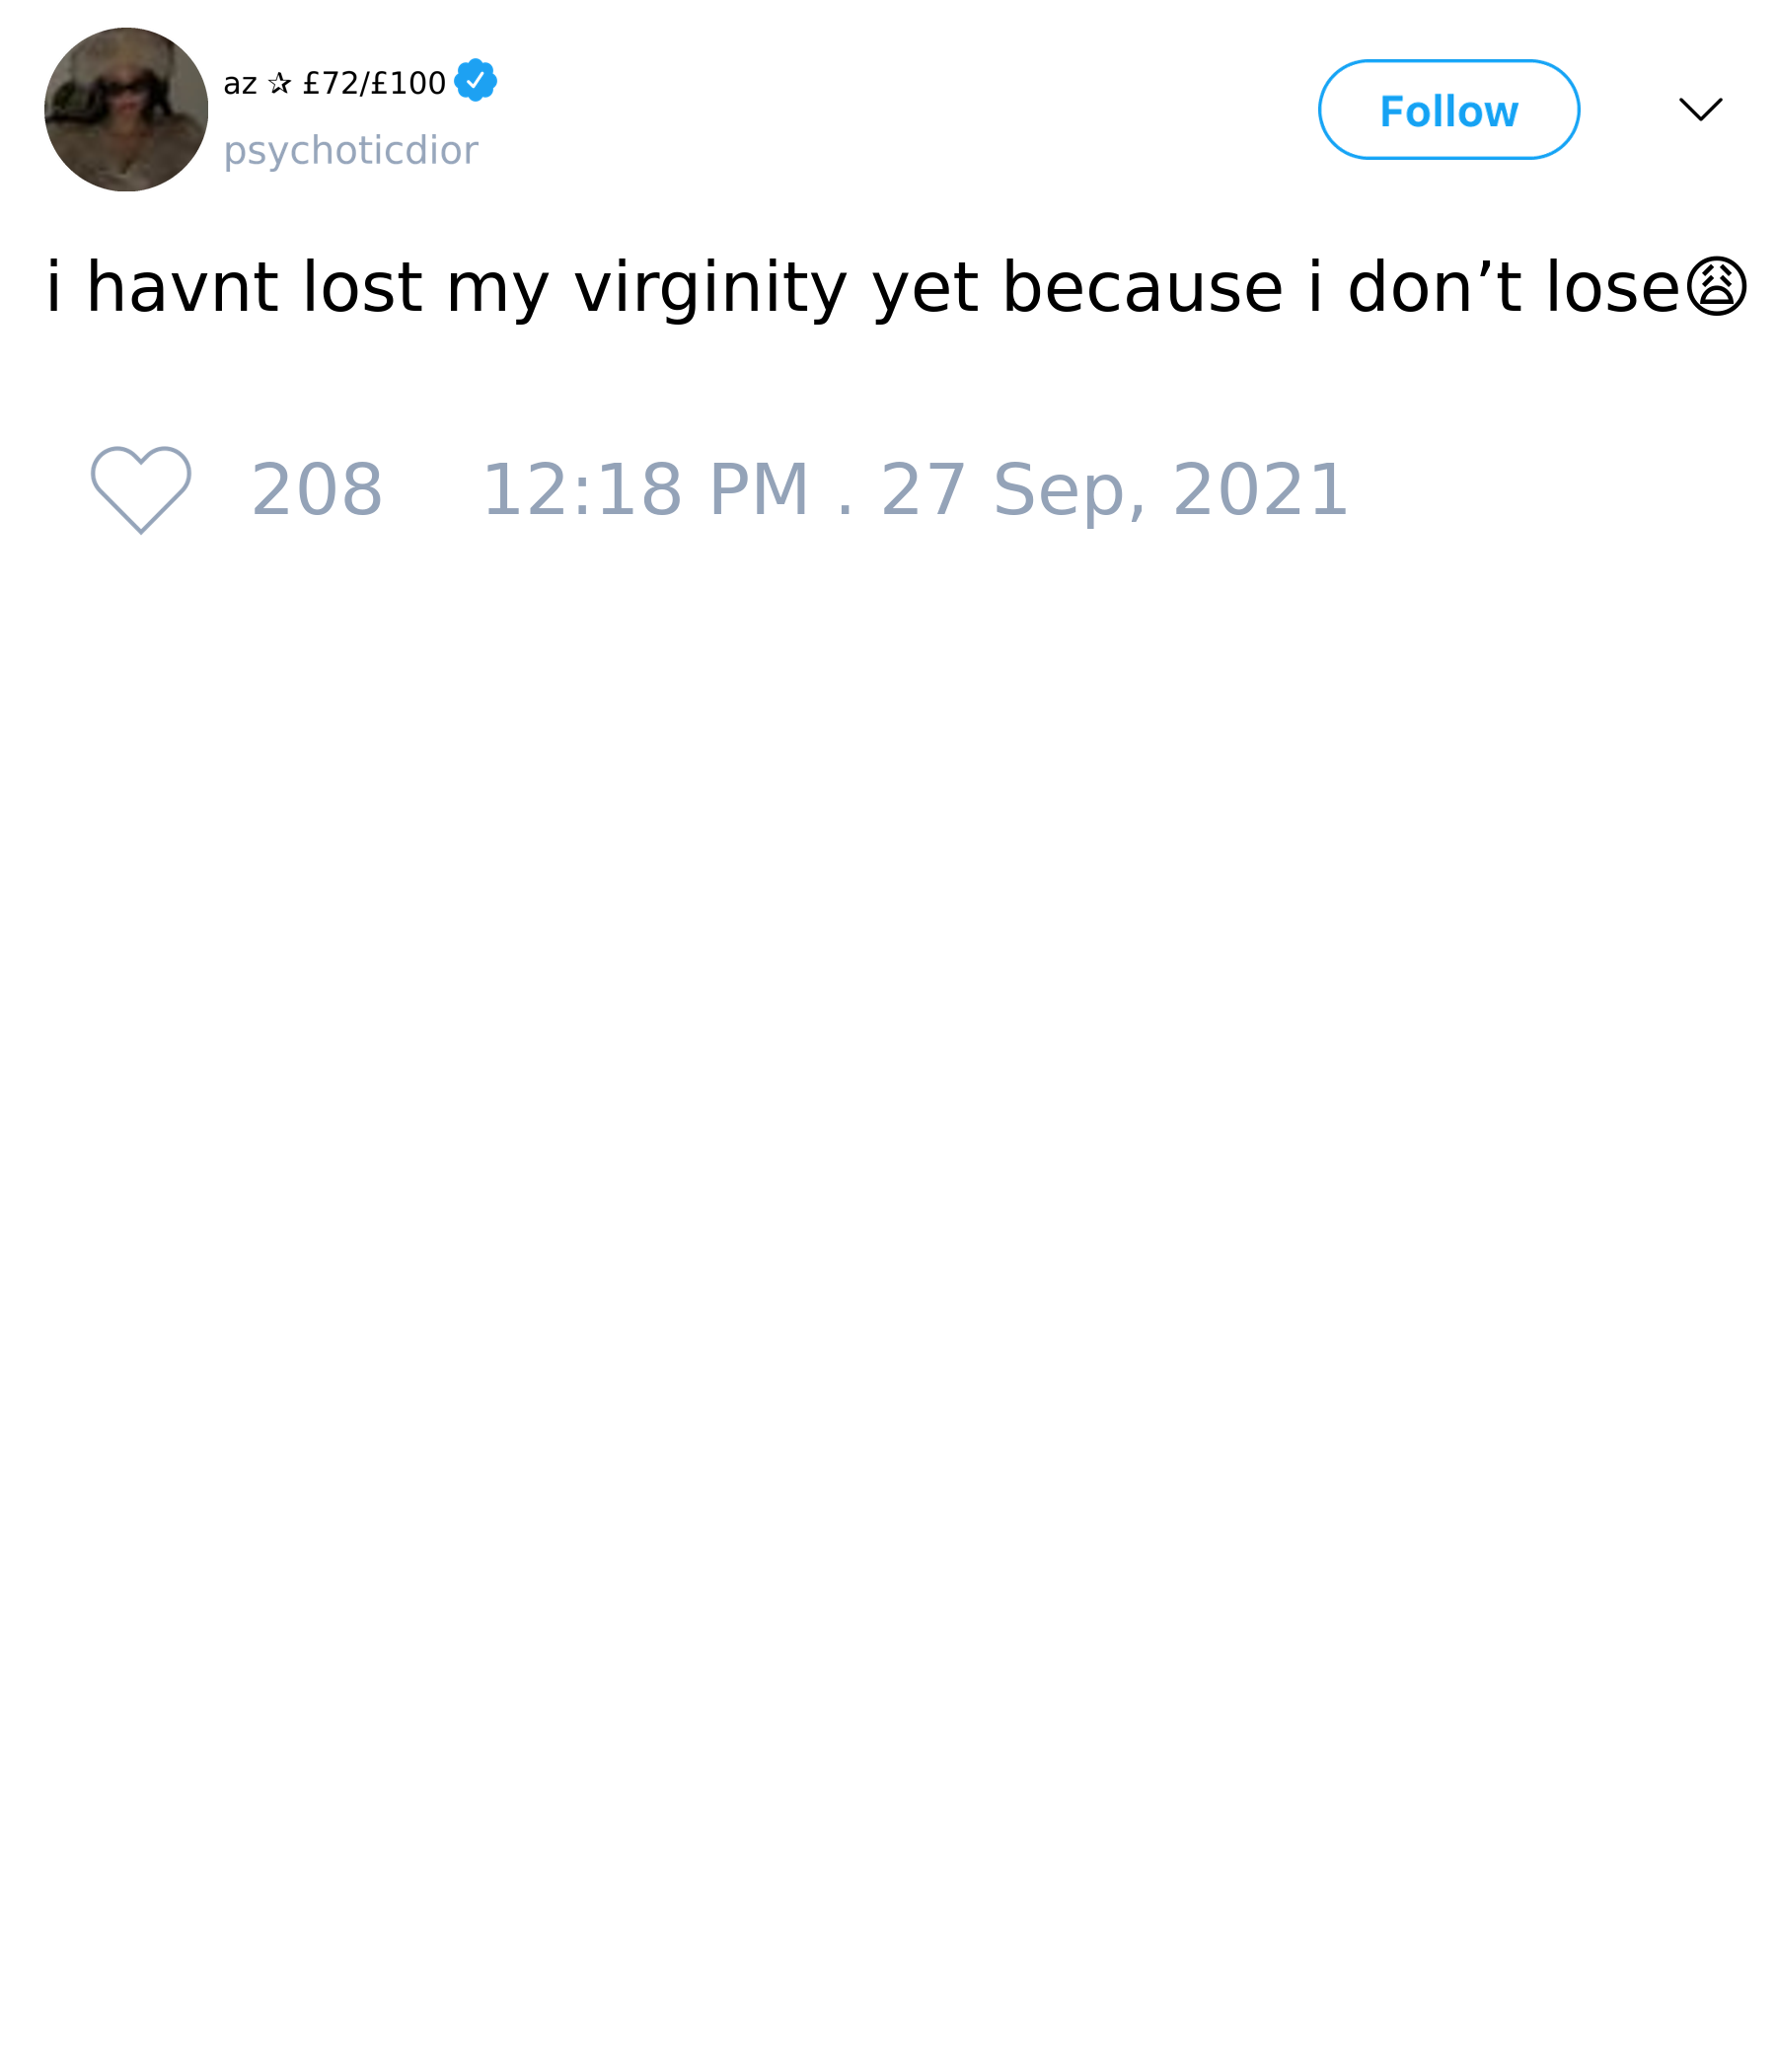 az ☆ £72/£100
psychoticdior
Follow
i havnt lost my virginity yet because i don’t lose😩
208 12:18 PM . 27 Sep, 2021